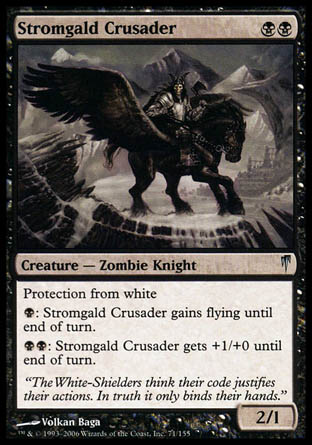 Stromgald Crusader
Creature — Zombie Knight
Protection from white
: Stromgald Crusader gains flying until
end of turn.
: Stromgald Crusader gets +1/+0 until
end of turn.
"The White-Shielders think their code justifies
their actions. In truth it only binds their hands."
Volkan Baga
2/1
™ & © 1993–2006 Wizards of the Coast, Inc. 71/155